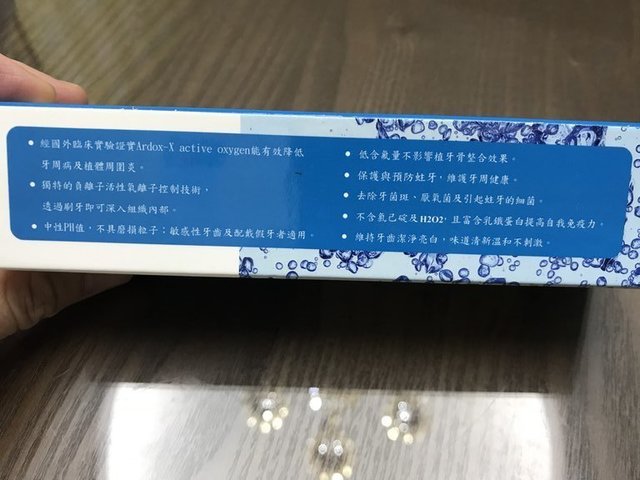 • 經國外臨床實驗證實Ardox-X active oxygen能有效降低
牙周病及植體周圍炎。
• 獨特的負離子活性氧離子控制技術，
透過刷牙即可深入組織內部。
• 中性PH值，不具磨損粒子；敏感性牙齒及配戴假牙者適用。
• 低含氟量不影響植牙骨整合效果。
• 保護與預防蛀牙，維護牙周健康。
• 去除牙菌斑、厭氧菌及引起蛀牙的細菌。
• 不含氯己碇及H2O2，且富含乳鐵蛋白提高自我免疫力。
• 維持牙齒潔淨亮白，味道清新溫和不刺激。